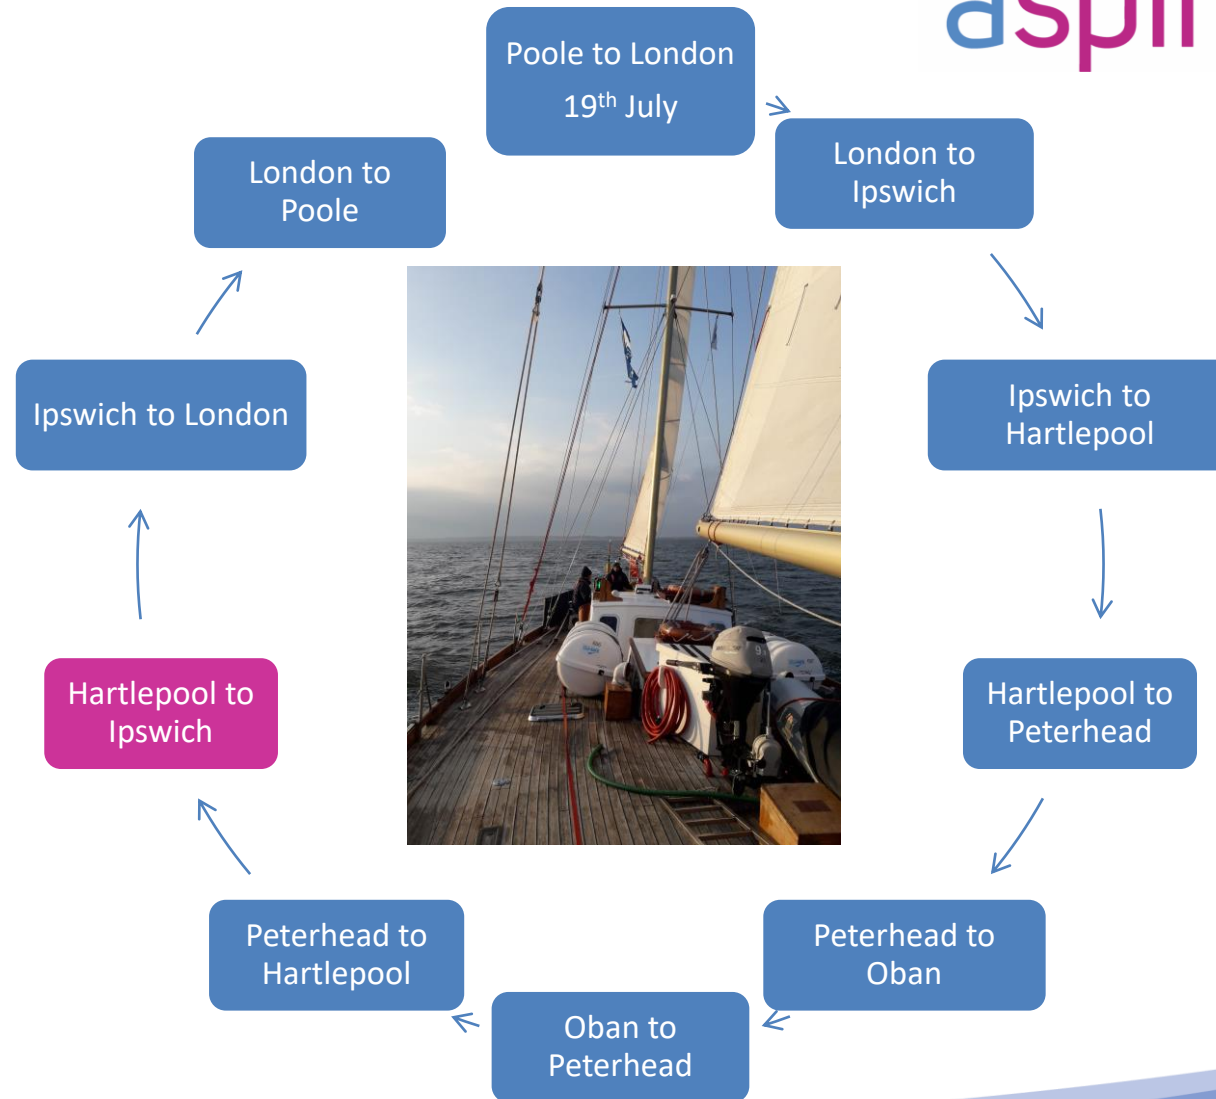 Poole to London
19th July
London to
Ipswich
Ipswich to
Hartlepool
Hartlepool to
Peterhead
Peterhead to
Oban
Oban to
Peterhead
Peterhead to
Hartlepool
Hartlepool to
Ipswich
Ipswich to London
London to
Poole